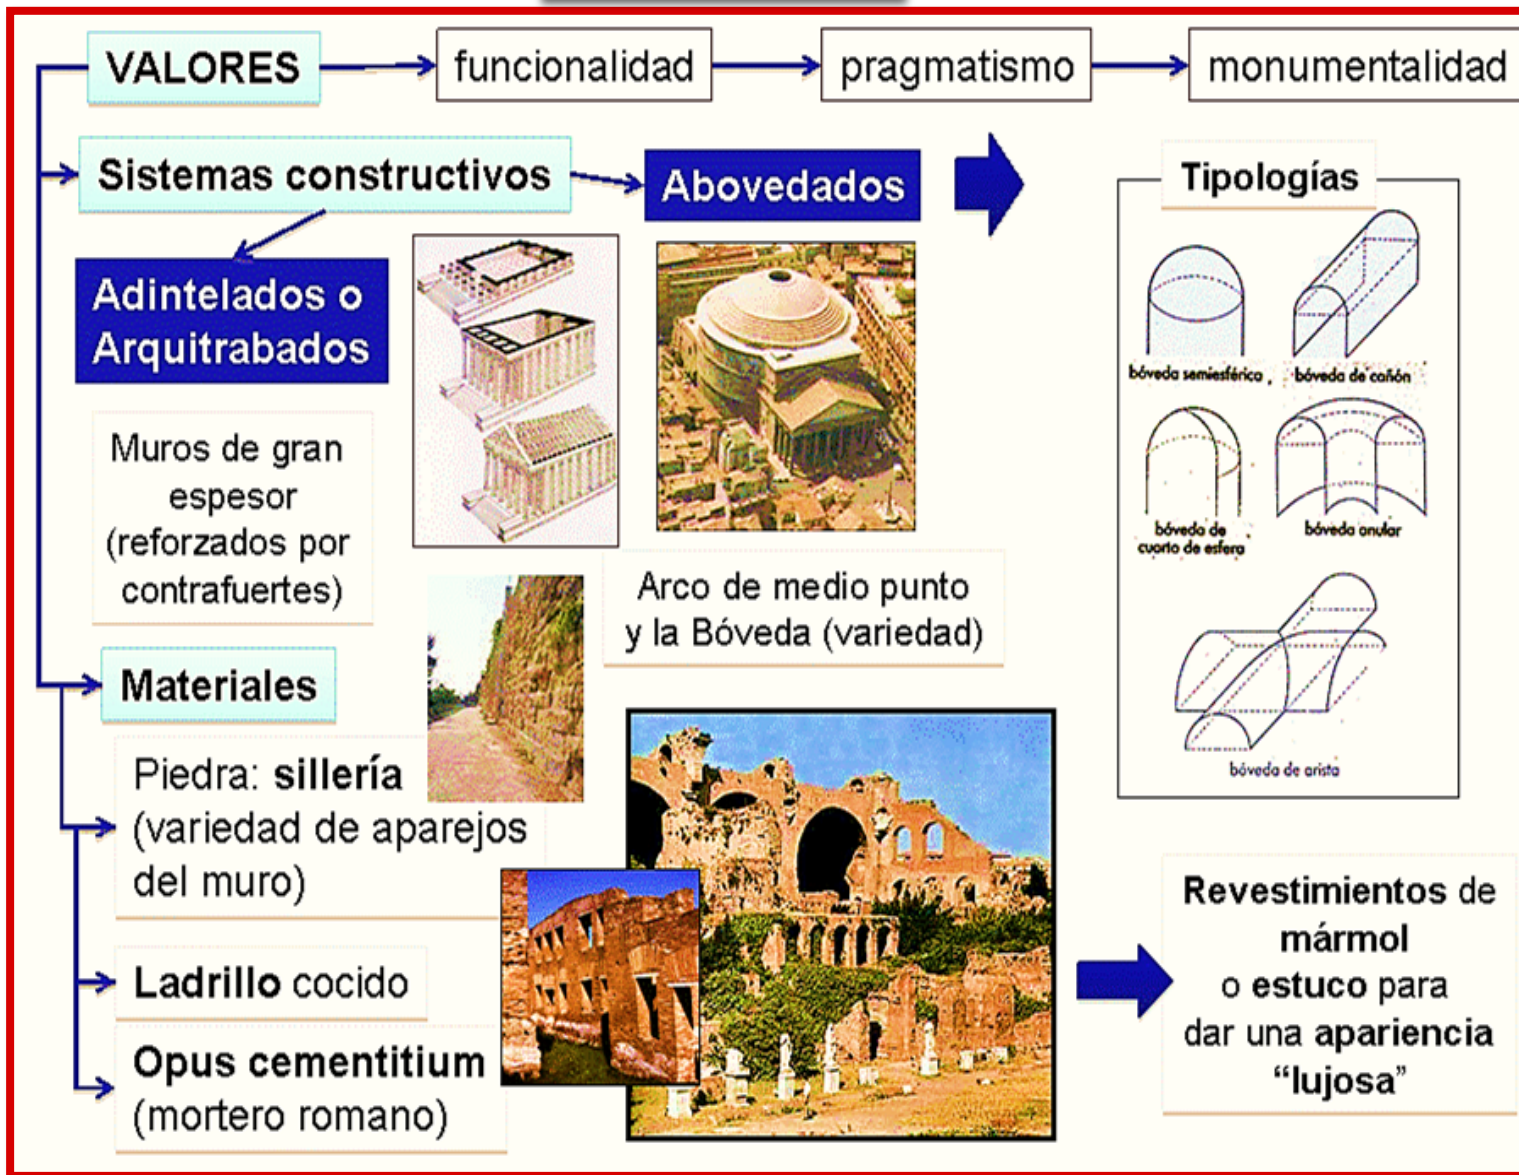 VALORES
funcionalidad
pragmatismo
monumentalidad
Sistemas constructivos
Abovedados
Tipologías
Adintelados o
Arquitrabados
bóveda semiesférica
bóveda de cañón
Muros de gran
espesor
(reforzados por
contrafuertes)
bóveda de
cuarto de esfera
bóveda anular
Arco de medio punto
y la Bóveda (variedad)
bóveda de arista
Materiales
Piedra: sillería
(variedad de aparejos
del muro)
Ladrillo cocido
Opus cementitium
(mortero romano)
Revestimientos de
mármol
o estuco para
dar una apariencia
“lujosa”